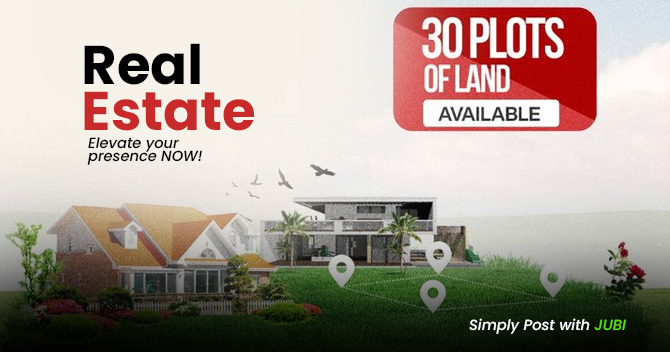 Real
Estate
Elevate your
presence NOW!
30 PLOTS
OF LAND
AVAILABLE
Simply Post with JUBI